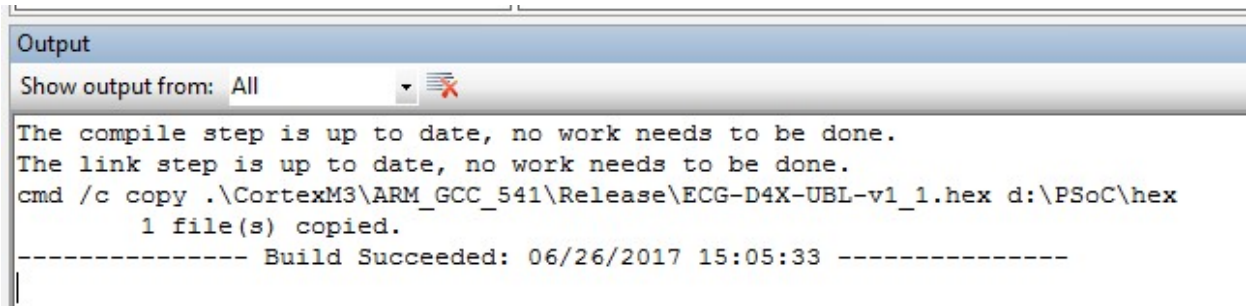 Output
Show output from: All
The compile step is up to date, no work needs to be done.
The link step is up to date, no work needs to be done.
cmd /c copy .\CortexM3\ARM_GCC_541\Release\ECG-D4X-UBL-v1_1.hex d:\PSoC\hex
        1 file(s) copied.
--------------- Build Succeeded: 06/26/2017 15:05:33 ---------------